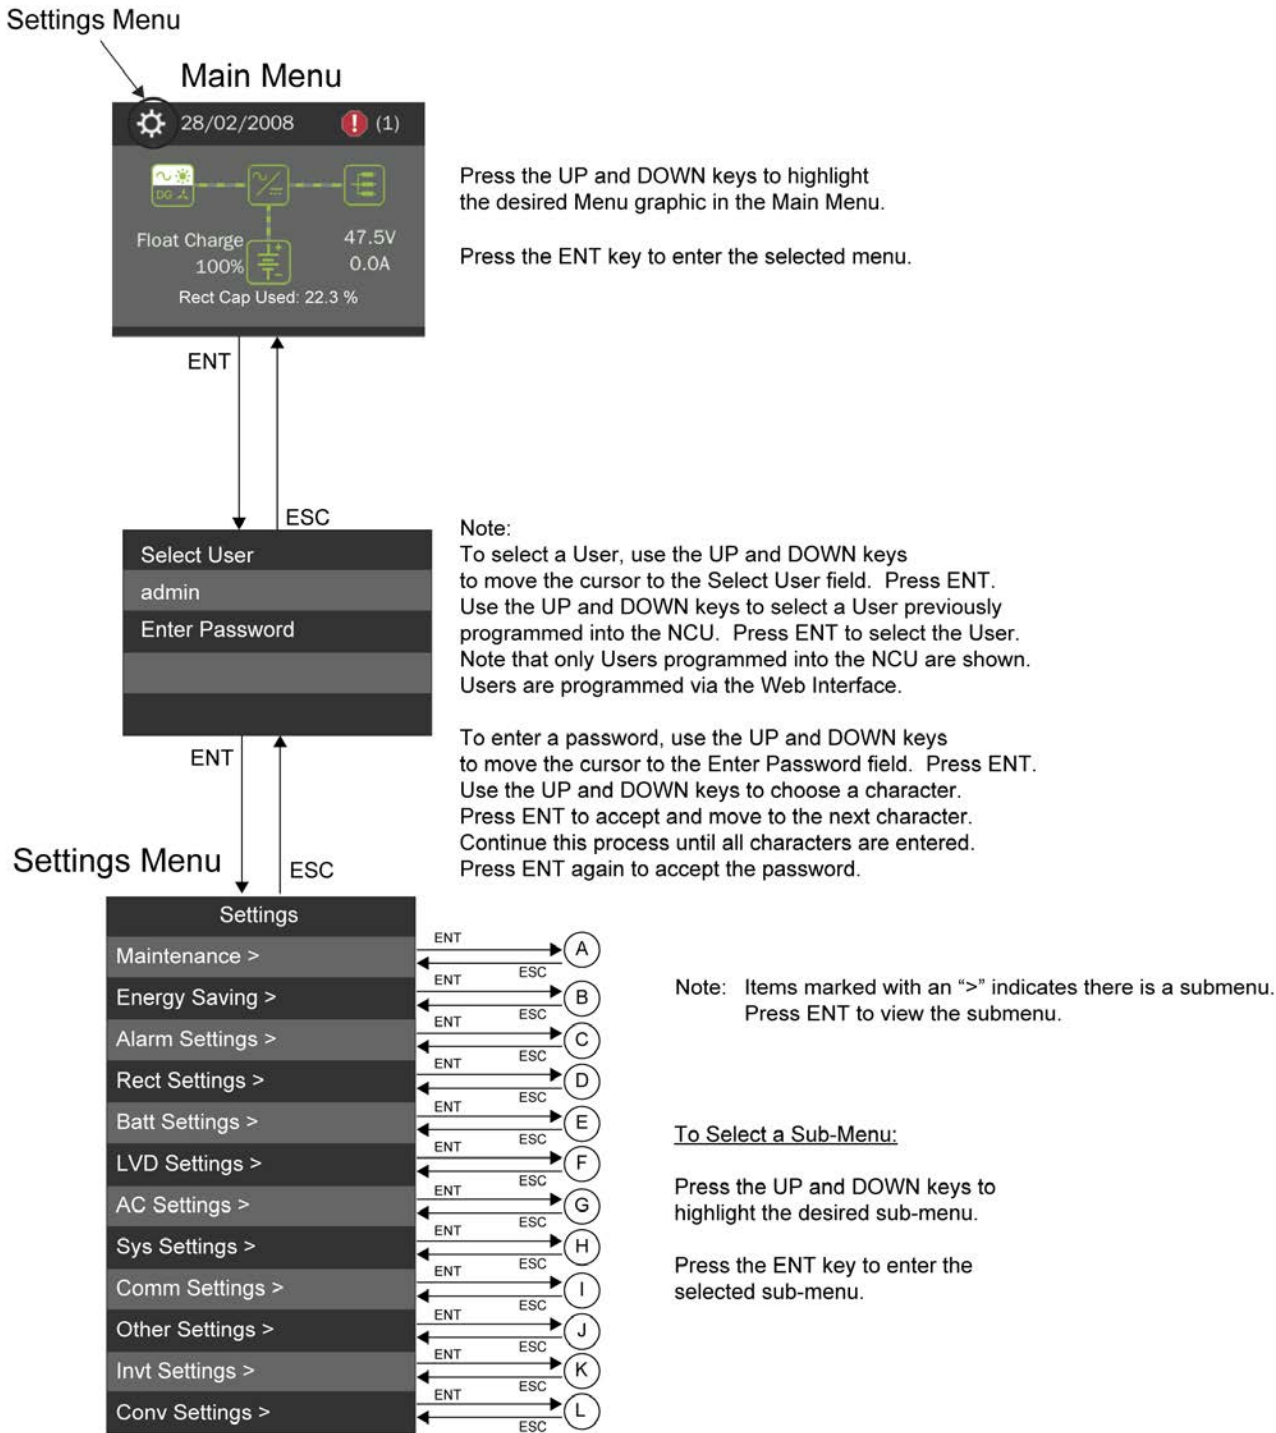 Settings Menu
Main Menu
28/02/2008 (1)
DG
Float Charge 47.5V
100% 0.0A
Rect Cap Used: 22.3 %
Press the UP and DOWN keys to highlight
the desired Menu graphic in the Main Menu.
Press the ENT key to enter the selected menu.
ENT
ESC
Select User
admin
Enter Password
Note:
To select a User, use the UP and DOWN keys
to move the cursor to the Select User field. Press ENT.
Use the UP and DOWN keys to select a User previously
programmed into the NCU. Press ENT to select the User.
Note that only Users programmed into the NCU are shown.
Users are programmed via the Web Interface.
To enter a password, use the UP and DOWN keys
to move the cursor to the Enter Password field. Press ENT.
Use the UP and DOWN keys to choose a character.
Press ENT to accept and move to the next character.
Continue this process until all characters are entered.
Press ENT again to accept the password.
ENT
ESC
Settings Menu
Settings
Maintenance > ENT ESC A
Energy Saving > ENT ESC B
Alarm Settings > ENT ESC C
Rect Settings > ENT ESC D
Batt Settings > ENT ESC E
LVD Settings > ENT ESC F
AC Settings > ENT ESC G
Sys Settings > ENT ESC H
Comm Settings > ENT ESC I
Other Settings > ENT ESC J
Invt Settings > ENT ESC K
Conv Settings > ENT ESC L
Note: Items marked with an “>” indicates there is a submenu.
Press ENT to view the submenu.
To Select a Sub-Menu:
Press the UP and DOWN keys to
highlight the desired sub-menu.
Press the ENT key to enter the
selected sub-menu.